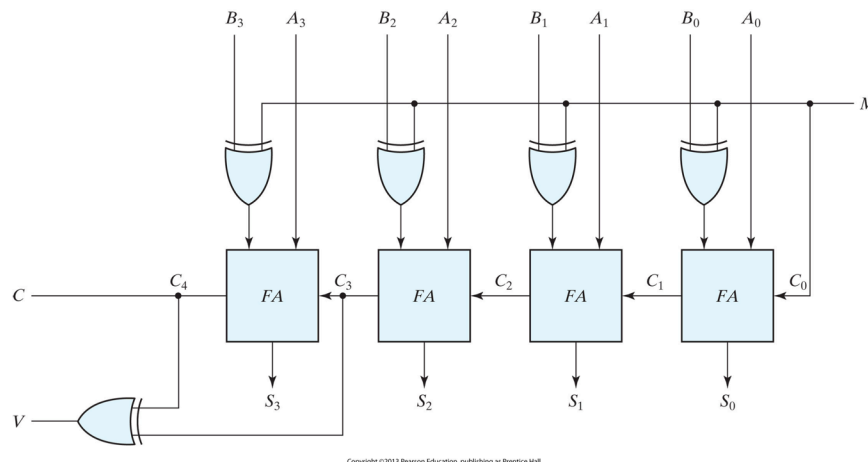 B₃ A₃ B₂ A₂ B₁ A₁ B₀ A₀
M
C C₄ FA C₃ FA C₂ FA C₁ FA C₀
S₃ S₂ S₁ S₀
V
Copyright ©2013 Pearson Education, publishing as Prentice Hall